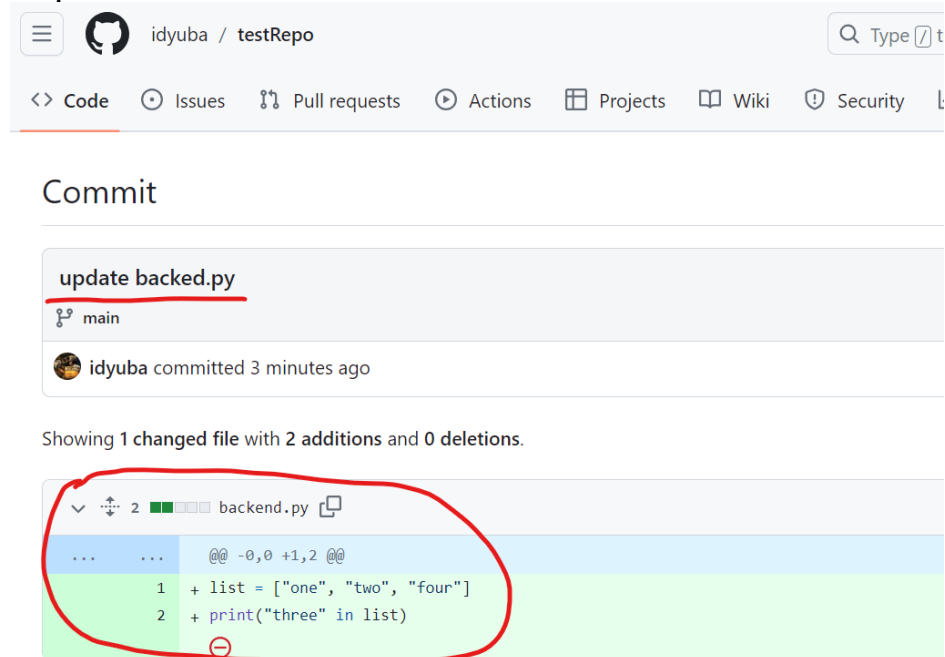 idyuba / testRepo
Type / t
Code Issues Pull requests Actions Projects Wiki Security
Commit
update backed.py
main
idyuba committed 3 minutes ago
Showing 1 changed file with 2 additions and 0 deletions.
2 backend.py
... ... @@ -0,0 +1,2 @@
1 + list = ["one", "two", "four"]
2 + print("three" in list)